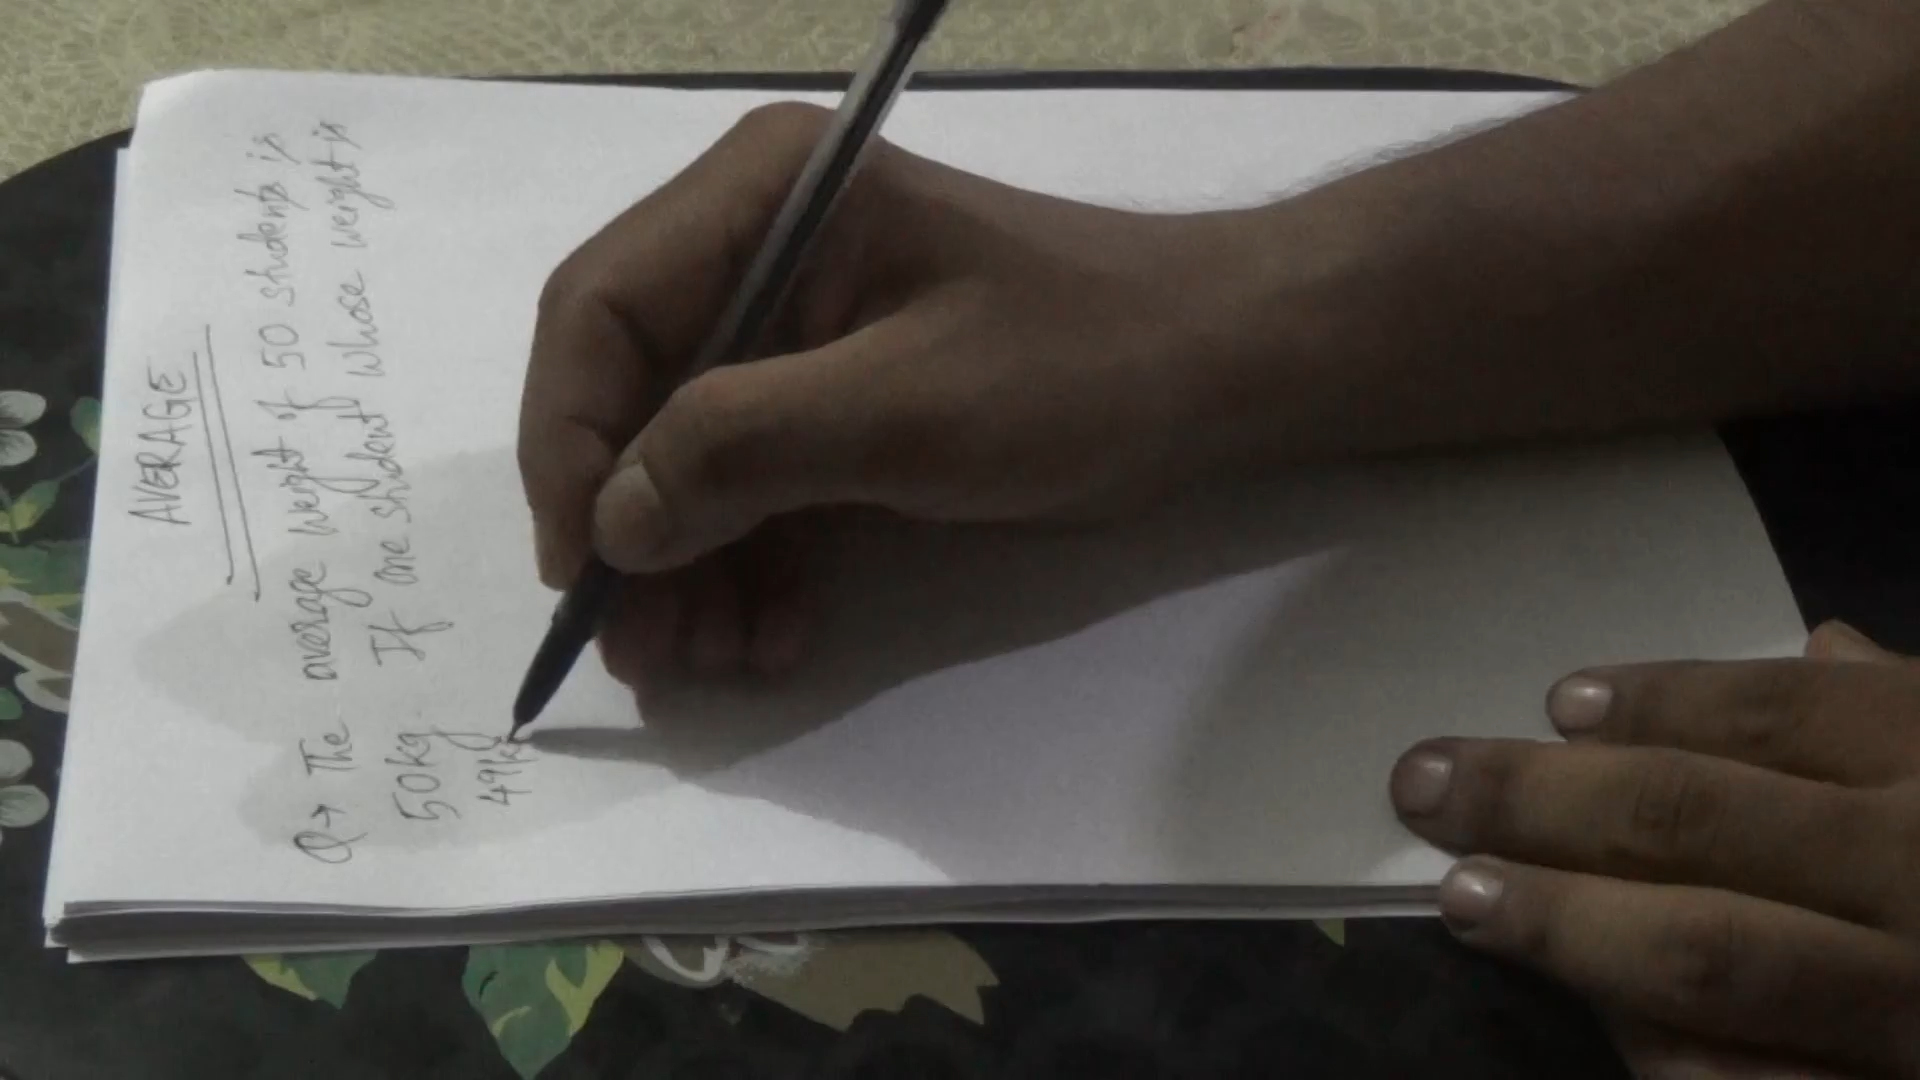 AVERAGE
Q→ The average weight of 50 students is
50kg. If one student whose weight is
49k